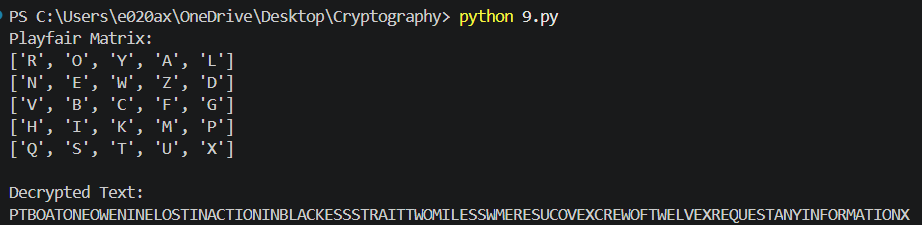 PS C:\Users\e020ax\OneDrive\Desktop\Cryptography> python 9.py
Playfair Matrix:
['R', 'O', 'Y', 'A', 'L']
['N', 'E', 'W', 'Z', 'D']
['V', 'B', 'C', 'F', 'G']
['H', 'I', 'K', 'M', 'P']
['Q', 'S', 'T', 'U', 'X']
Decrypted Text:
PTBOATONEOWENINELOSTINACTIONINBLACKESSSTRAITTWOMILESSWMERESUCOVEXCREWOFTWELVEXREQUESTANYINFORMATIONX